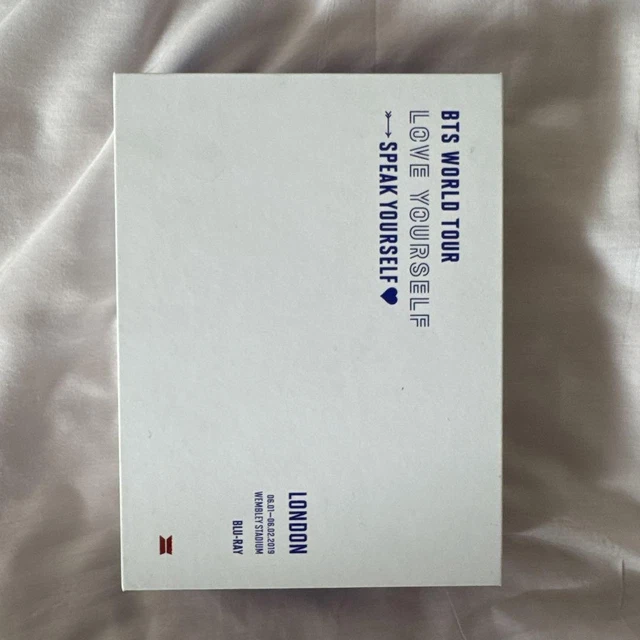 BTS WORLD TOUR
LOVE YOURSELF
SPEAK YOURSELF
LONDON
06.01–06.02.2019
WEMBLEY STADIUM
BLU-RAY